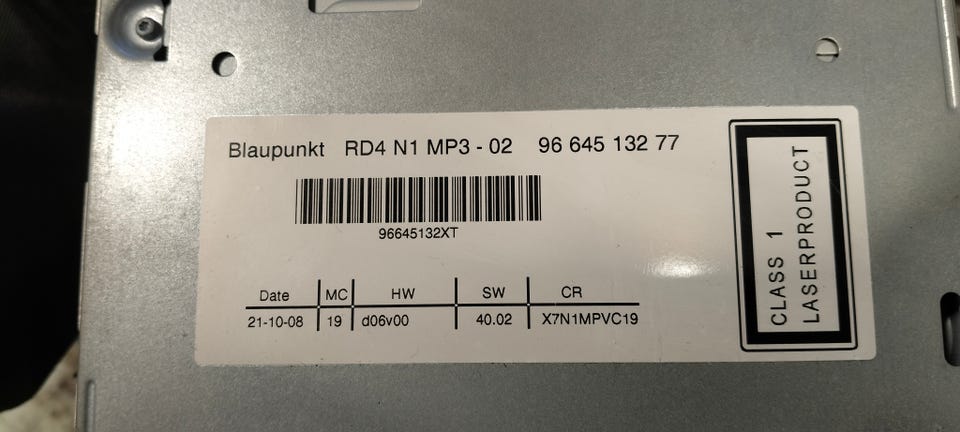 Blaupunkt RD4 N1 MP3 - 02 96 645 132 77
96645132XT
Date MC HW SW CR
21-10-08 19 d06v00 40.02 X7N1MPVC19
CLASS 1
LASERPRODUCT